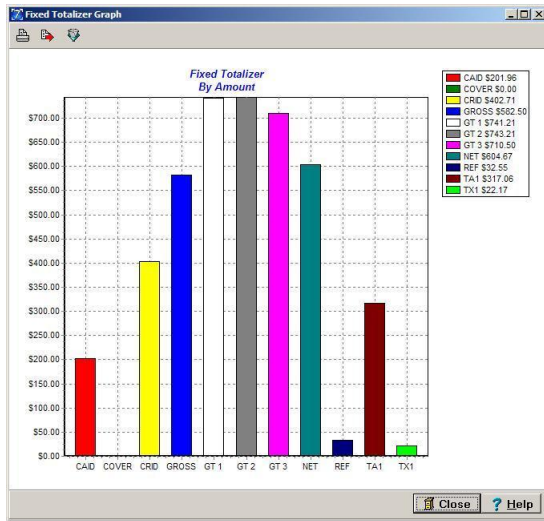 Fixed Totalizer Graph
Fixed Totalizer
By Amount
$700.00
$650.00
$600.00
$550.00
$500.00
$450.00
$400.00
$350.00
$300.00
$250.00
$200.00
$150.00
$100.00
$50.00
$0.00
CAID COVER CRID GROSS GT 1 GT 2 GT 3 NET REF TA1 TX1
CAID $201.96
COVER $0.00
CRID $402.71
GROSS $582.50
GT 1 $741.21
GT 2 $743.21
GT 3 $710.50
NET $604.67
REF $32.55
TA1 $317.06
TX1 $22.17
Close ? Help